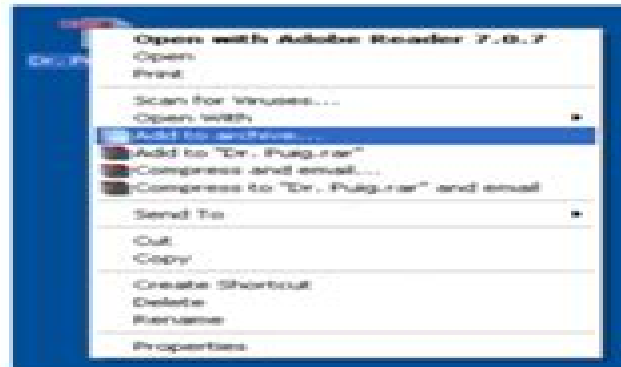 Open with Adobe Reader 7.0.7
Open
Print
Scan for Viruses...
Open With
Add to archive...
Add to "Dr. Puig.rar"
Compress and email...
Compress to "Dr. Puig.rar" and email
Send To
Cut
Copy
Create Shortcut
Delete
Rename
Properties
Dr.